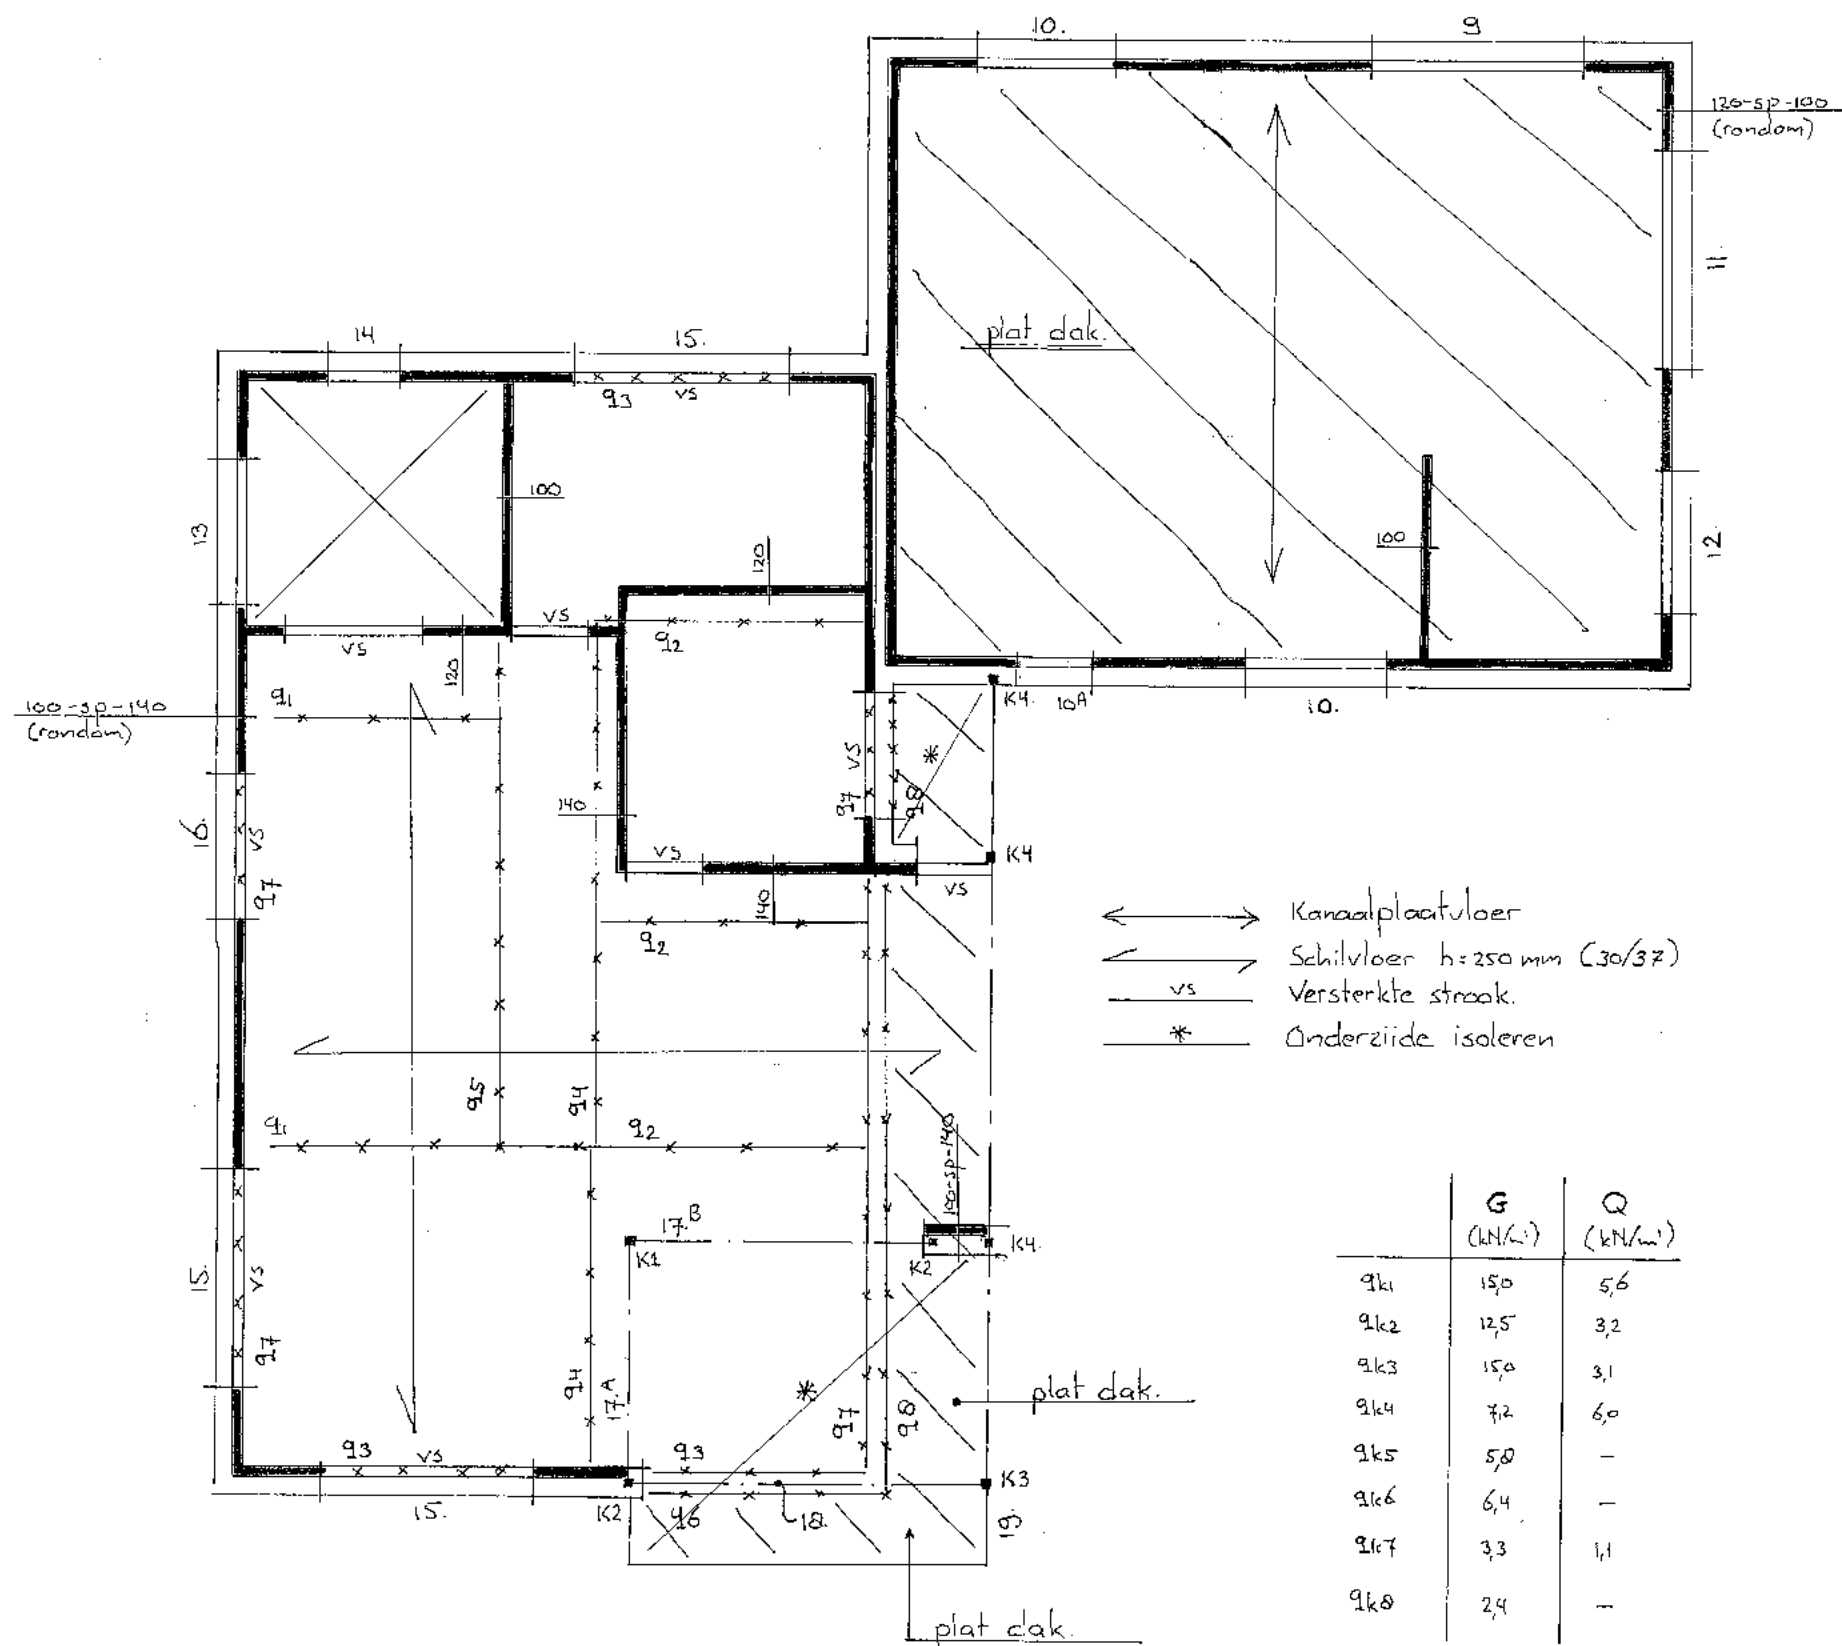 10.
9
120-sp-100
(rondom)
11.
plat dak.
14
15.
q3
vs
100
13
120
100
12.
vs
vs
q2
120
q1
100-sp-140
(rondom)
K4.
10A
10.
vs
*
16.
vs
140
q7
q8
vs
K4
q7
140
vs
q2
Kanaalplaatvloer
Schilvloer h=250 mm (30/37)
vs
Versterkte strook.
*
Onderzijde isoleren
q5
q4
q1
q2
100-sp-140
17.B
K1
K2
K4.
15.
vs
q7
q4
17.A
*
q7
q8
plat dak.
q3
vs
q3
K3
15.
K2
q6
18.
19.
plat dak.
G Q
(kN/m¹) (kN/m¹)
qk1 15,0 5,6
qk2 12,5 3,2
qk3 15,0 3,1
qk4 7,2 6,0
qk5 5,8 –
qk6 6,4 –
qk7 3,3 1,1
qk8 2,4 –